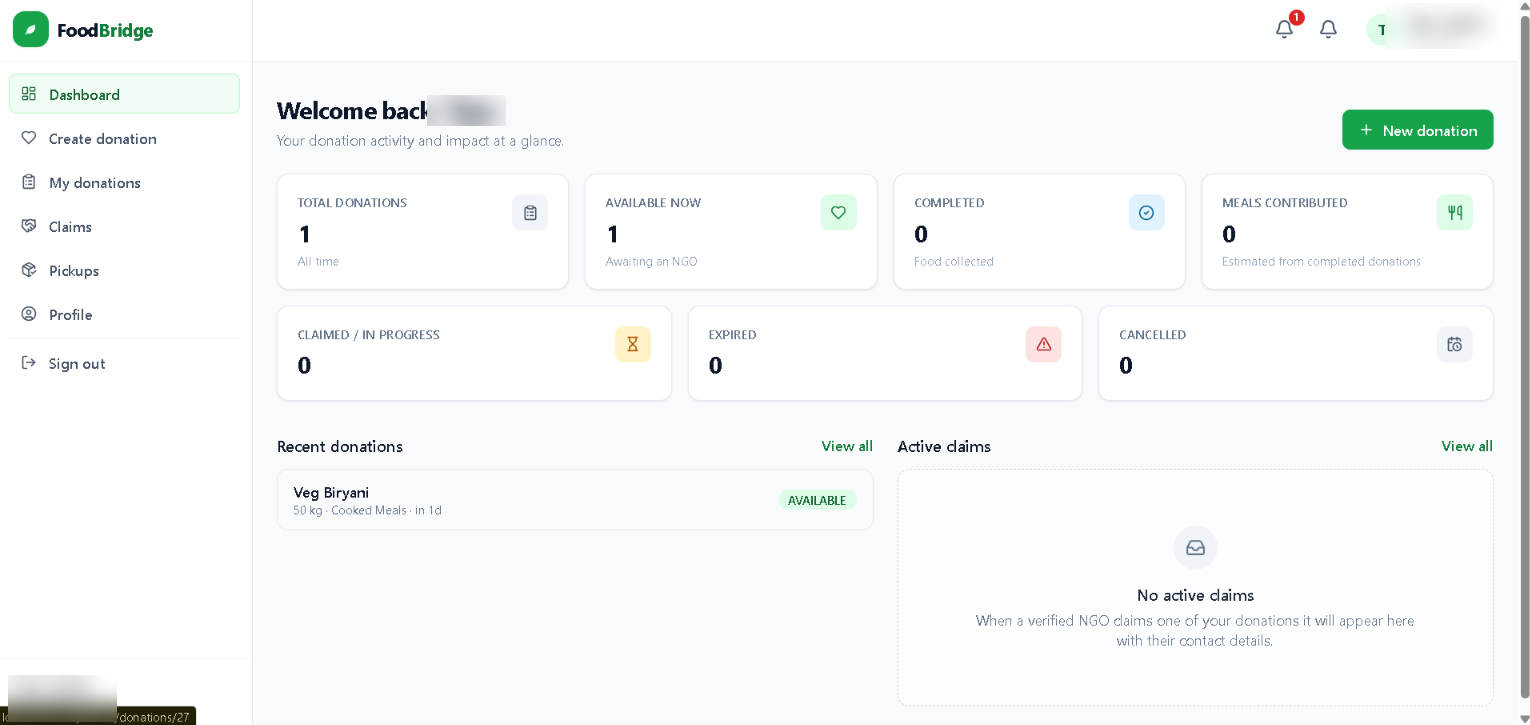 FoodBridge
1
T
Dashboard
Create donation
My donations
Claims
Pickups
Profile
Sign out
Welcome back
Your donation activity and impact at a glance.
+ New donation
TOTAL DONATIONS
1
All time
AVAILABLE NOW
1
Awaiting an NGO
COMPLETED
0
Food collected
MEALS CONTRIBUTED
0
Estimated from completed donations
CLAIMED / IN PROGRESS
0
EXPIRED
0
CANCELLED
0
Recent donations
View all
Veg Biryani
50 kg · Cooked Meals · in 1d
AVAILABLE
Active claims
View all
No active claims
When a verified NGO claims one of your donations it will appear here
with their contact details.
/donations/27